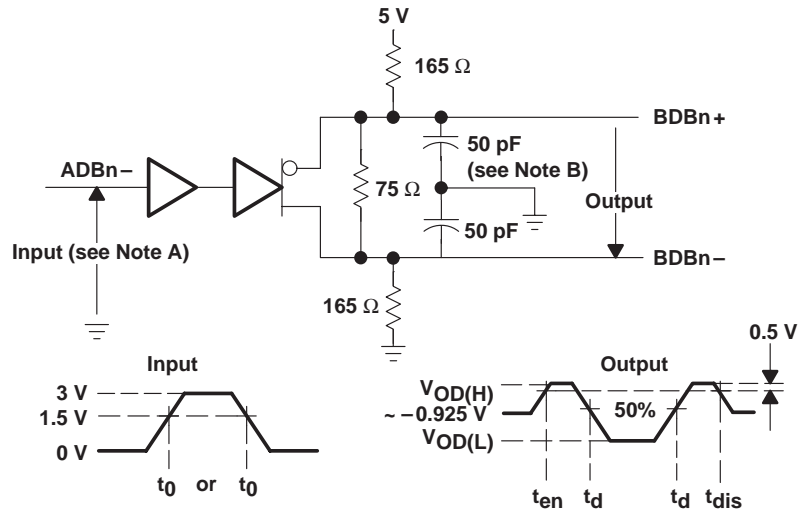 5 V
165 Ω
BDBn+
ADBn−
50 pF
(see Note B)
75 Ω
Output
50 pF
Input (see Note A)
BDBn−
165 Ω
0.5 V
Input
Output
3 V
1.5 V
0 V
t0 or t0
VOD(H)
~ −0.925 V
50%
VOD(L)
ten td td tdis